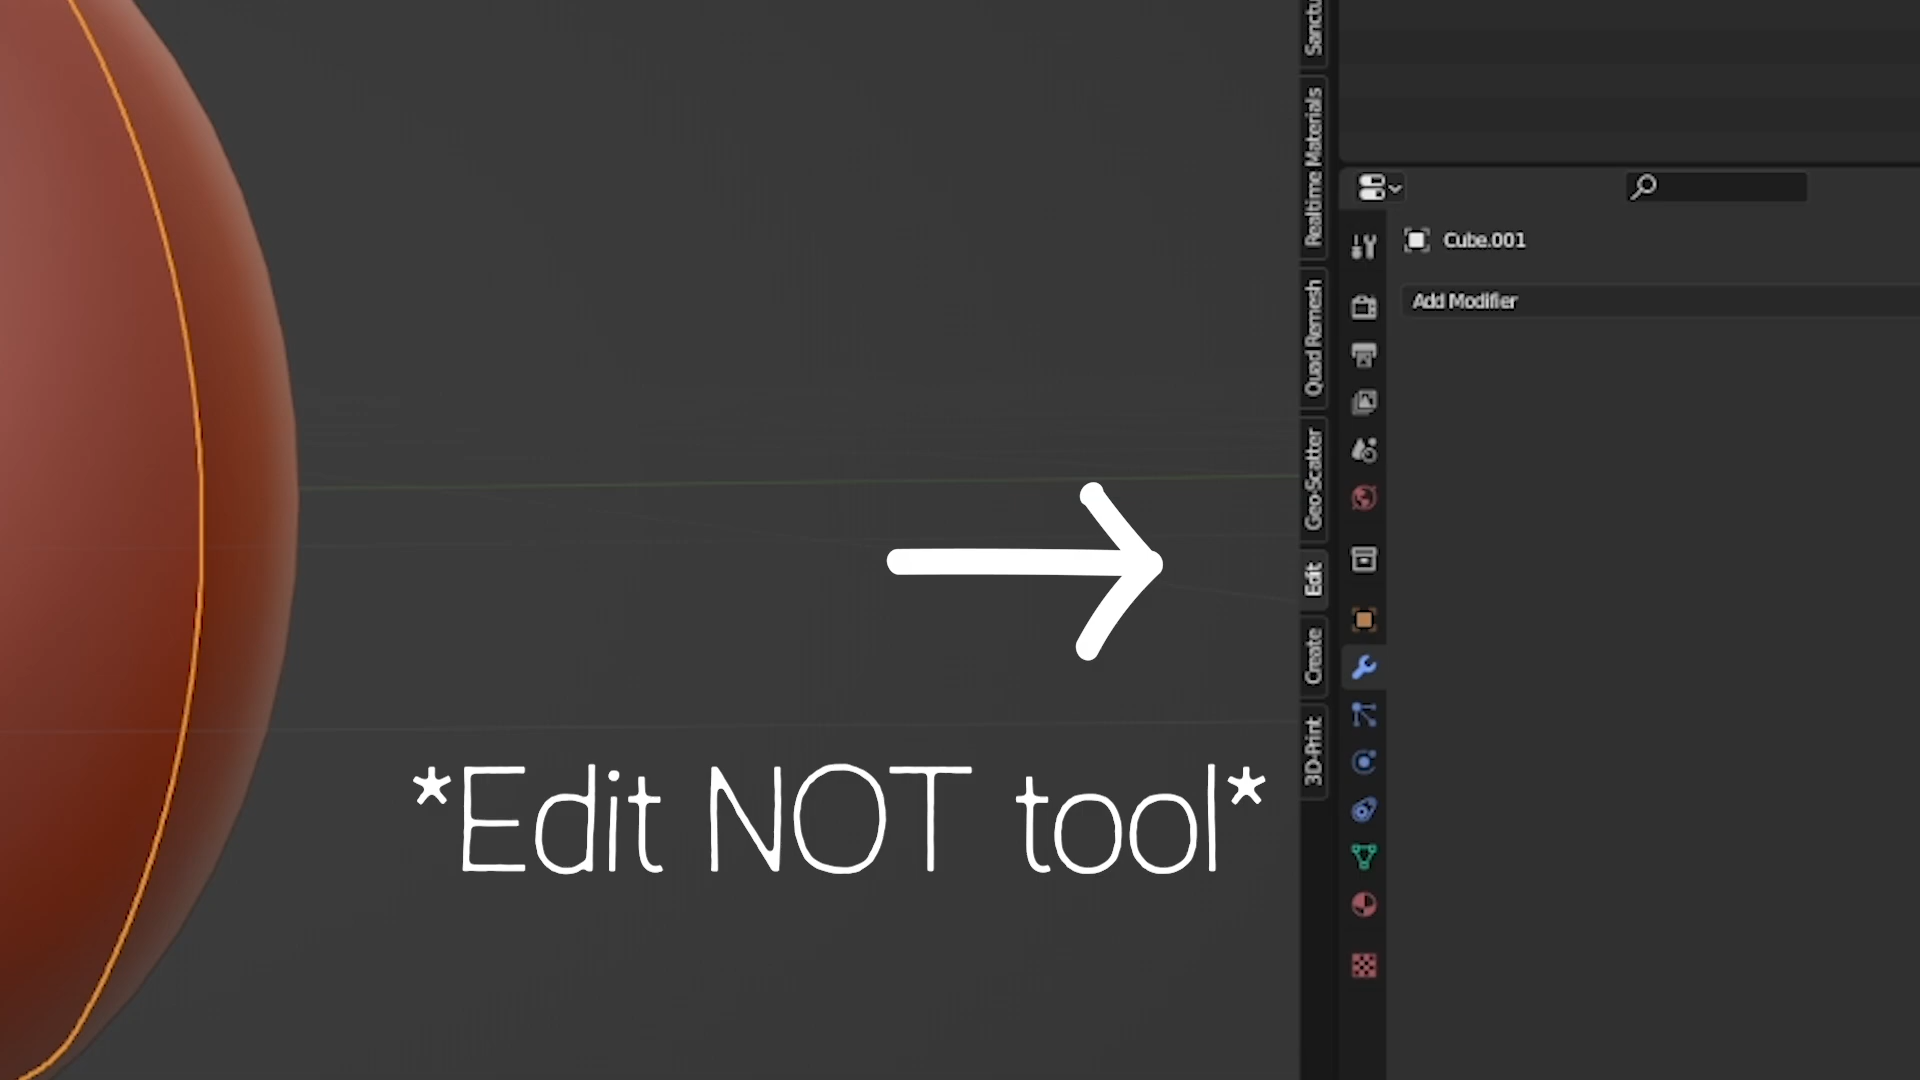 Sanctu
Realtime Materials
Quad Remesh
Geo-Scatter
Edit
Create
3D-Print
Cube.001
Add Modifier
*Edit NOT tool*